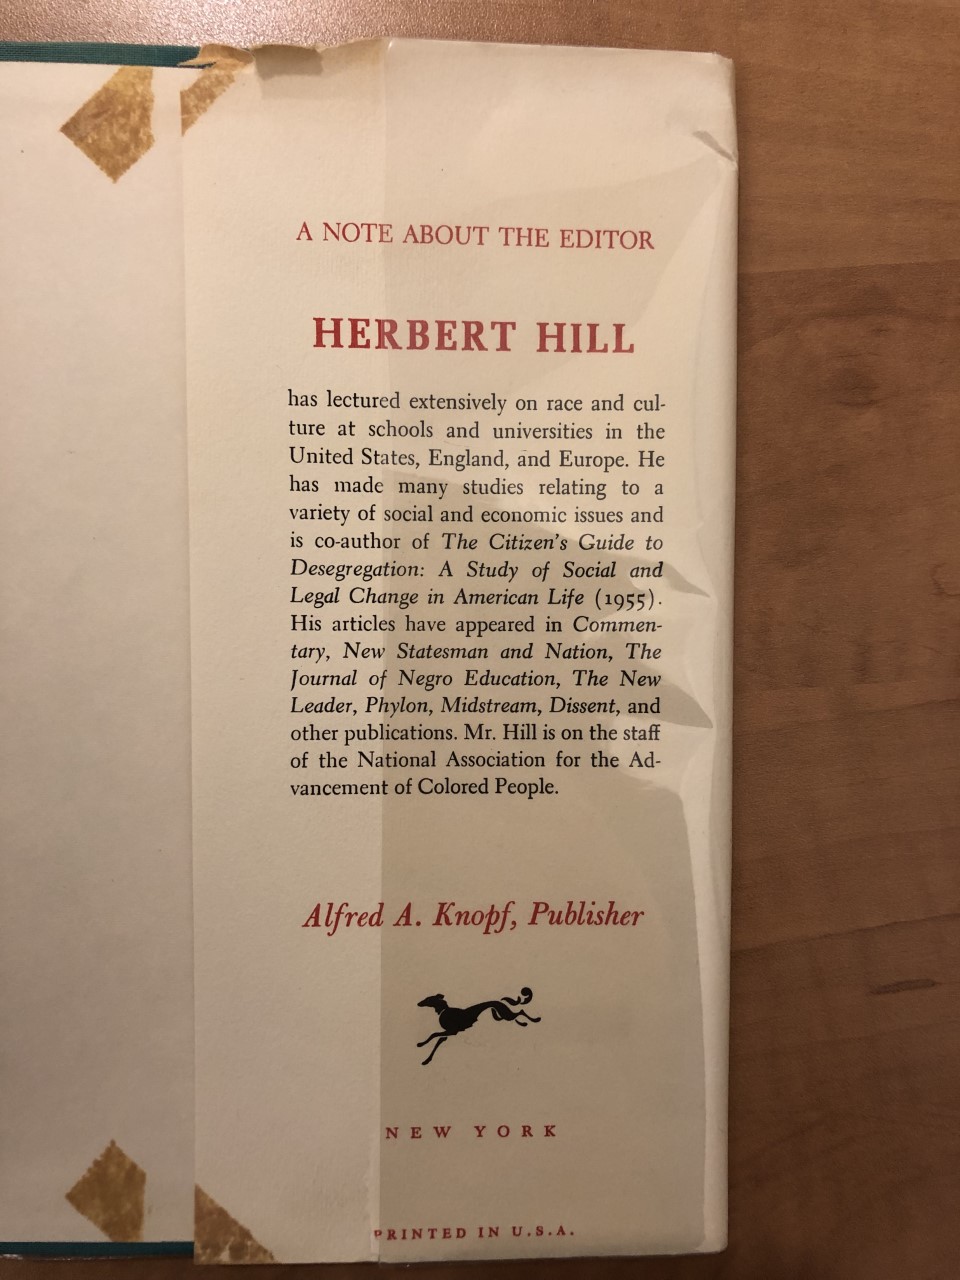 A NOTE ABOUT THE EDITOR
HERBERT HILL
has lectured extensively on race and cul-
ture at schools and universities in the
United States, England, and Europe. He
has made many studies relating to a
variety of social and economic issues and
is co-author of The Citizen's Guide to
Desegregation: A Study of Social and
Legal Change in American Life (1955).
His articles have appeared in Commen-
tary, New Statesman and Nation, The
Journal of Negro Education, The New
Leader, Phylon, Midstream, Dissent, and
other publications. Mr. Hill is on the staff
of the National Association for the Ad-
vancement of Colored People.
Alfred A. Knopf, Publisher
NEW YORK
PRINTED IN U.S.A.